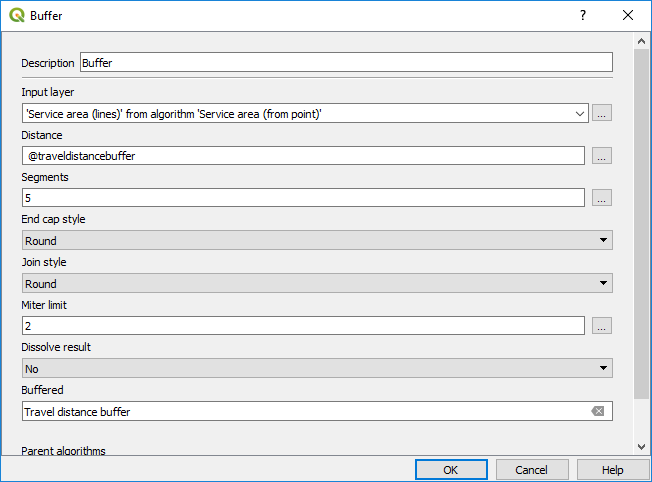 Buffer
?
Description Buffer
Input layer
'Service area (lines)' from algorithm 'Service area (from point)'
...
Distance
@traveldistancebuffer
...
Segments
5
...
End cap style
Round
Join style
Round
Miter limit
2
...
Dissolve result
No
Buffered
Travel distance buffer
Parent algorithms
OK Cancel Help